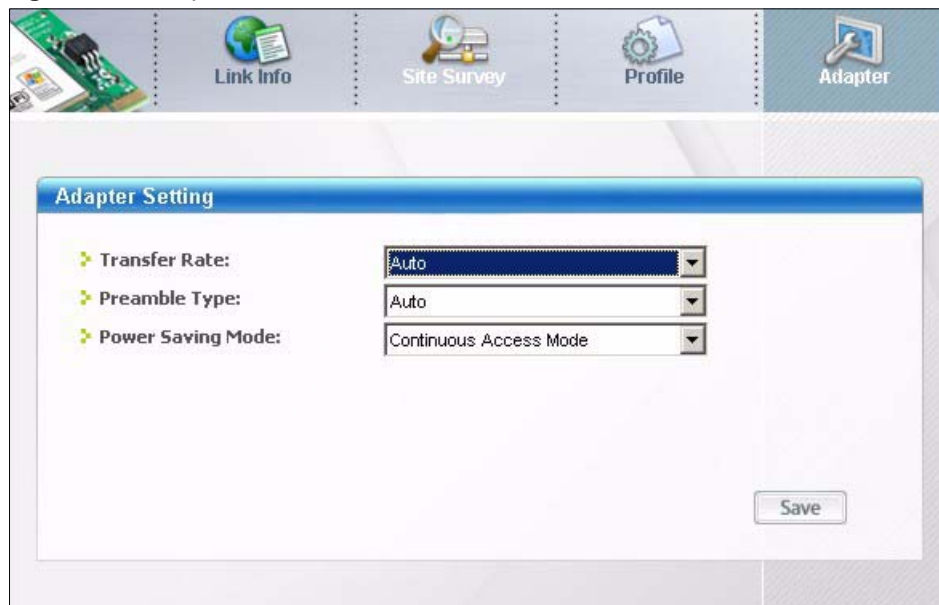 Link Info
Site Survey
Profile
Adapter
Adapter Setting
Transfer Rate: Auto
Preamble Type: Auto
Power Saving Mode: Continuous Access Mode
Save